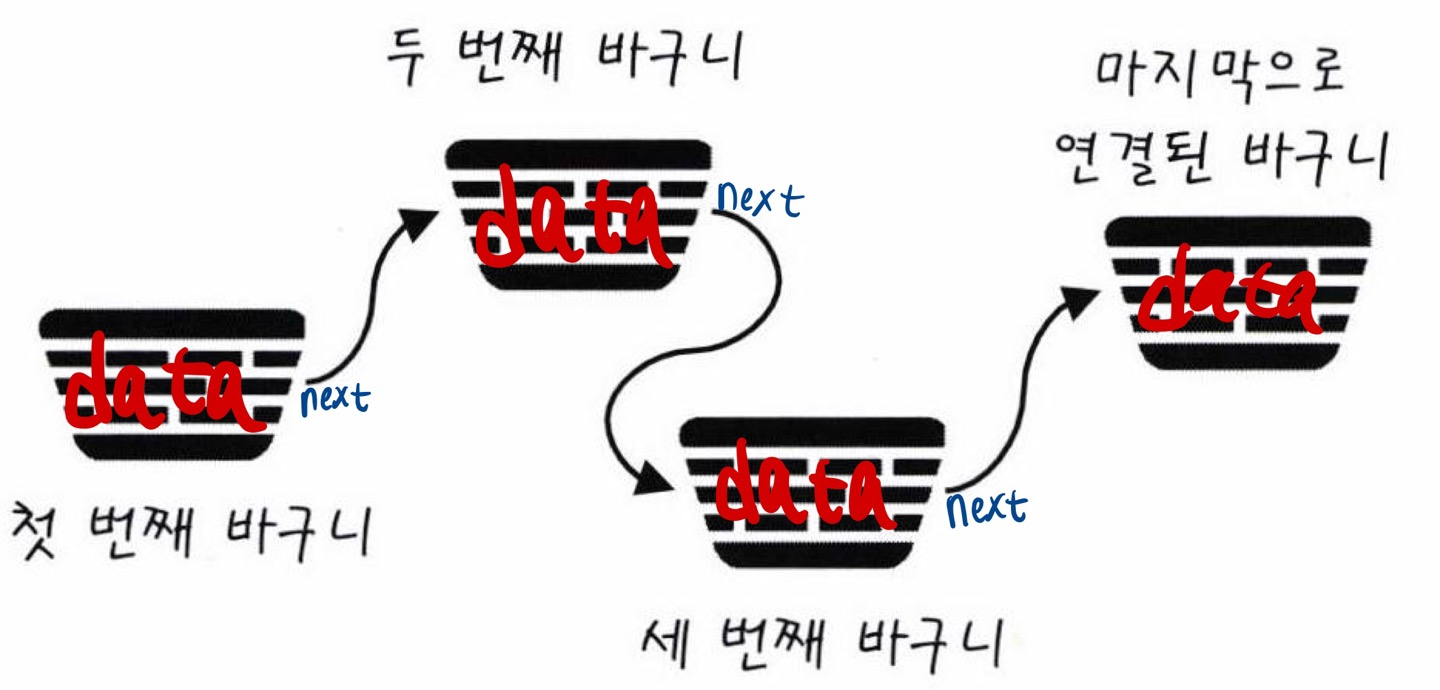 두 번째 바구니
마지막으로
연결된 바구니
data
next
data
data
next
첫 번째 바구니
data
next
세 번째 바구니